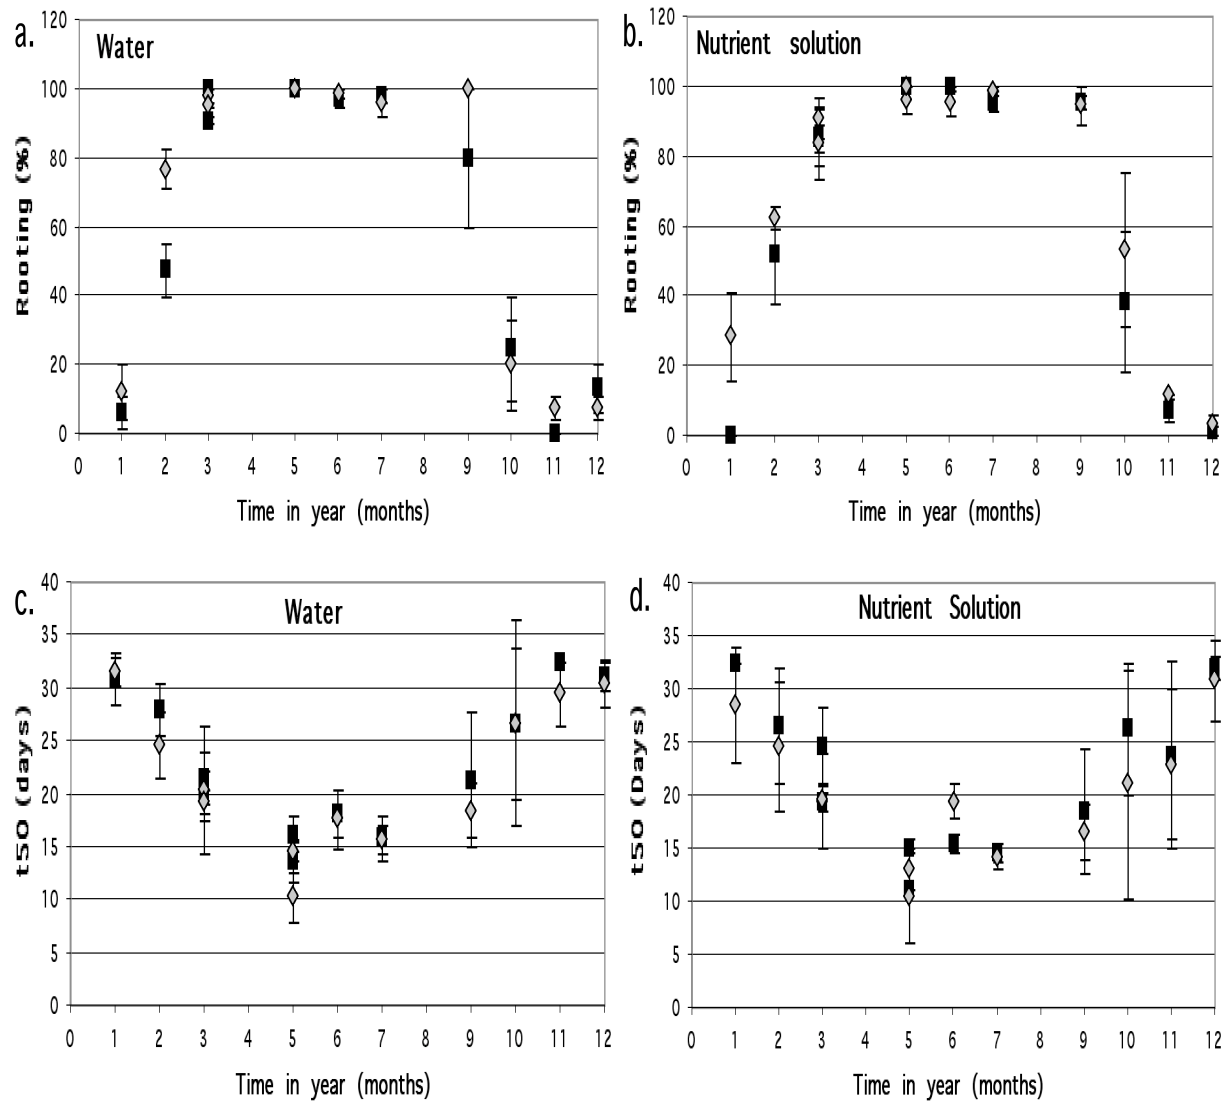 a.
Water
Rooting (%)
120
100
80
60
40
20
0
0 1 2 3 4 5 6 7 8 9 10 11 12
Time in year (months)
b.
Nutrient solution
Rooting (%)
120
100
80
60
40
20
0
0 1 2 3 4 5 6 7 8 9 10 11 12
Time in year (months)
c.
Water
t50 (days)
40
35
30
25
20
15
10
5
0
0 1 2 3 4 5 6 7 8 9 10 11 12
Time in year (months)
d.
Nutrient Solution
t50 (Days)
40
35
30
25
20
15
10
5
0
0 1 2 3 4 5 6 7 8 9 10 11 12
Time in year (months)